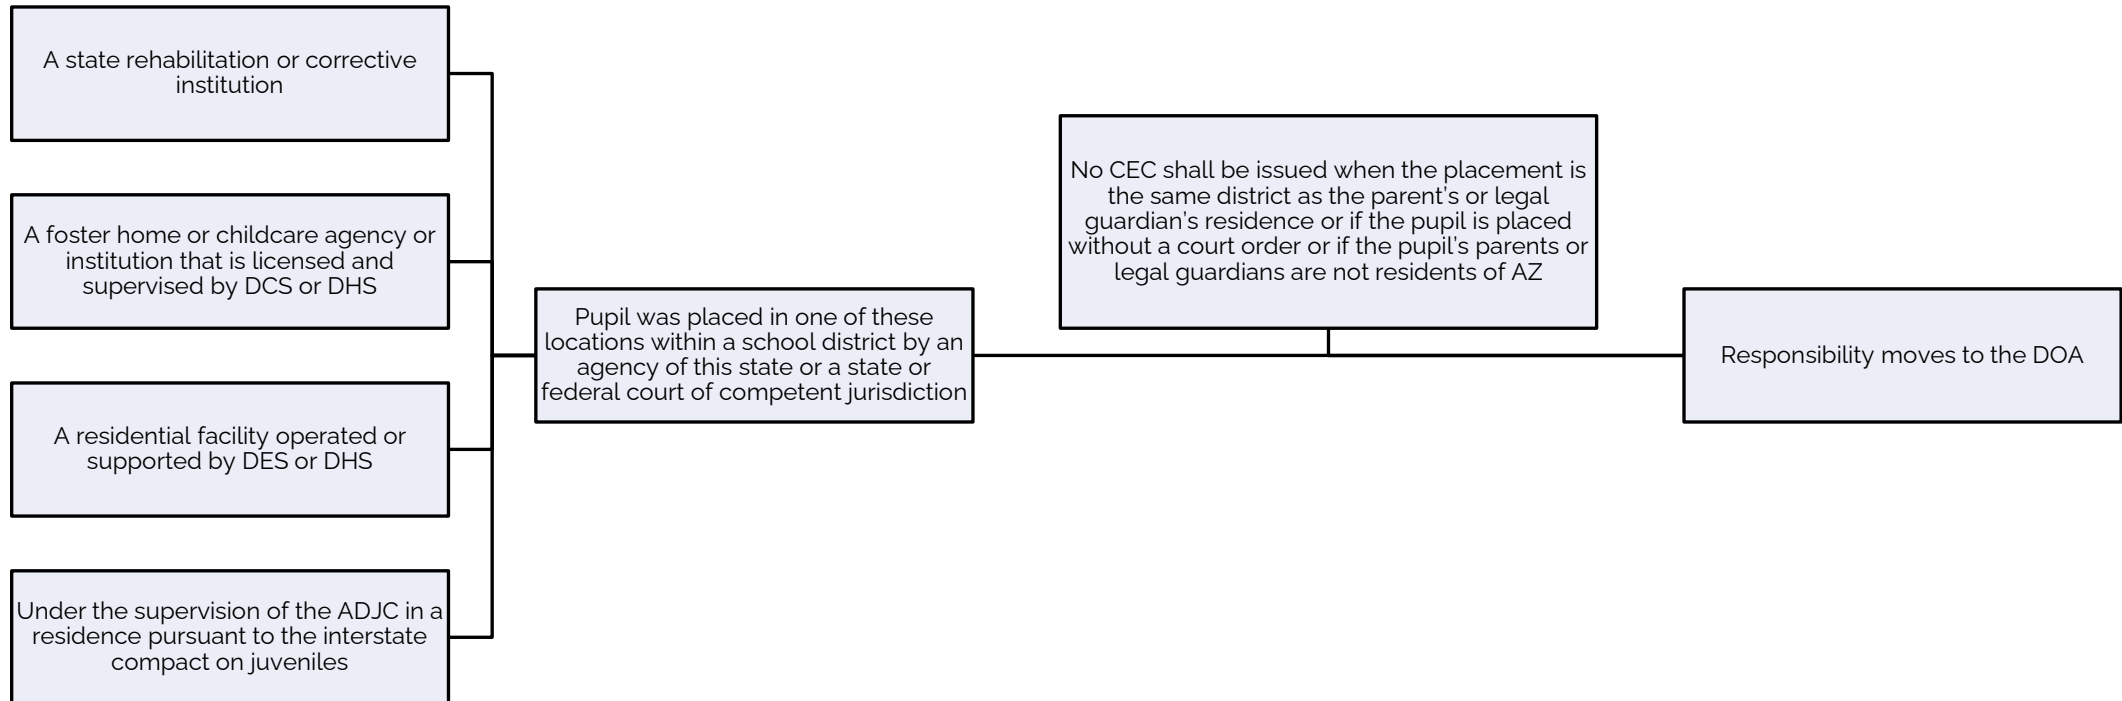 A state rehabilitation or corrective
institution
A foster home or childcare agency or
institution that is licensed and
supervised by DCS or DHS
A residential facility operated or
supported by DES or DHS
Under the supervision of the ADJC in a
residence pursuant to the interstate
compact on juveniles
Pupil was placed in one of these
locations within a school district by an
agency of this state or a state or
federal court of competent jurisdiction
No CEC shall be issued when the placement is
the same district as the parent’s or legal
guardian’s residence or if the pupil is placed
without a court order or if the pupil’s parents or
legal guardians are not residents of AZ
Responsibility moves to the DOA